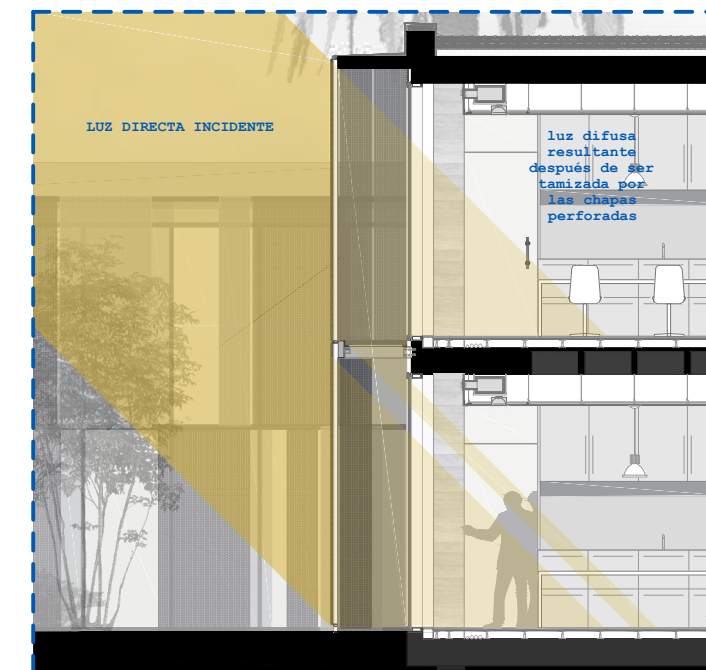 LUZ DIRECTA INCIDENTE
luz difusa
resultante
después de ser
tamizada por
las chapas
perforadas